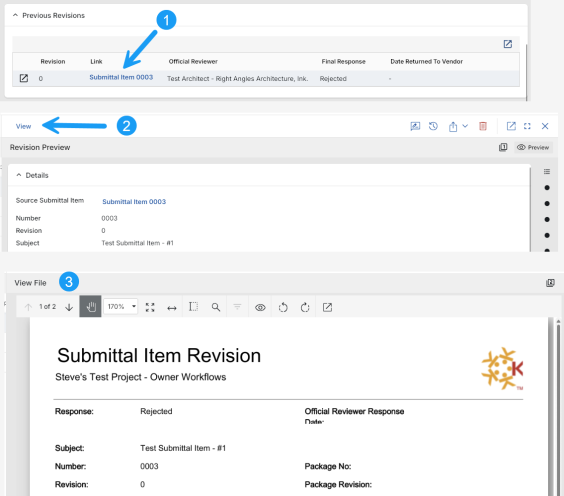 Previous Revisions
1
Revision Link Official Reviewer Final Response Date Returned To Vendor
0 Submittal Item 0003 Test Architect - Right Angles Architecture, Ink. Rejected -
View
2
Revision Preview
Preview
Details
Source Submittal Item Submittal Item 0003
Number 0003
Revision 0
Subject Test Submittal Item - #1
View File
3
1 of 2 170%
Submittal Item Revision
Steve's Test Project - Owner Workflows
K
TM
Response: Rejected Official Reviewer Response
Date:
Subject: Test Submittal Item - #1
Number: 0003 Package No:
Revision: 0 Package Revision: